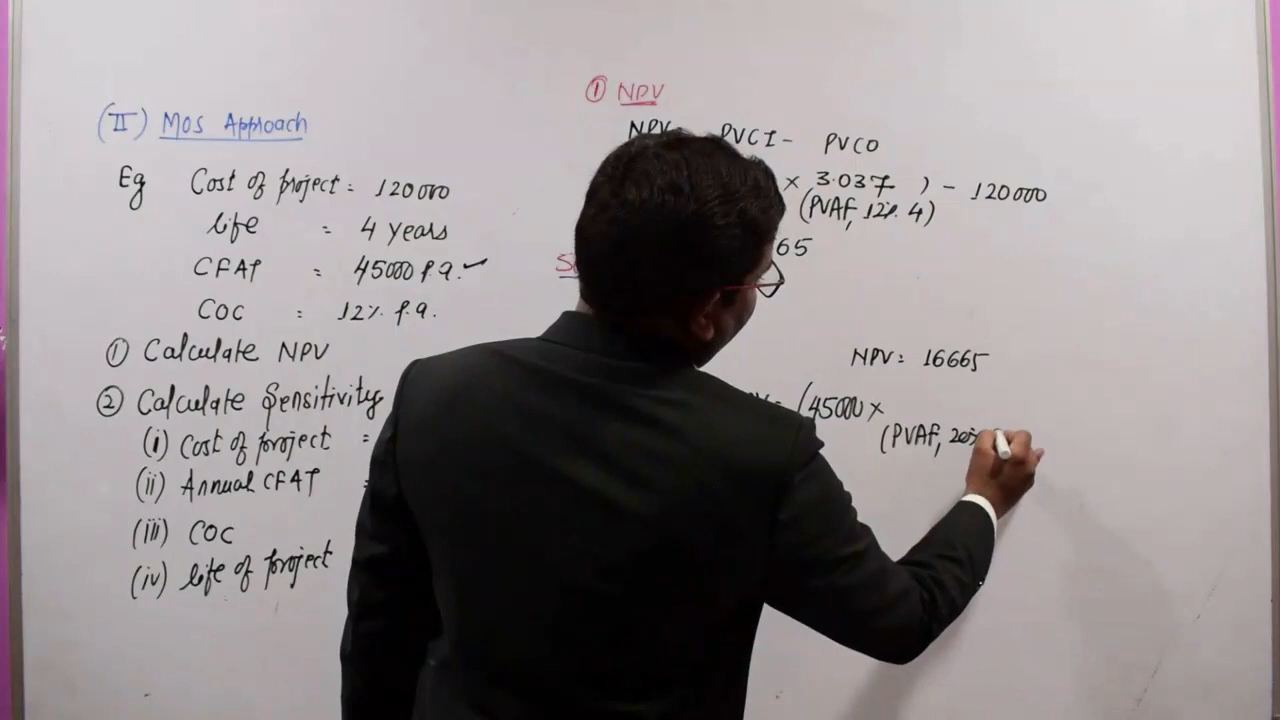 (II) MOS Approach
Eg Cost of project = 120000
life = 4 years
CFAT = 45000 p.a. ✓
COC = 12% p.a.
① Calculate NPV
② Calculate Sensitivity
(i) Cost of project =
(ii) Annual CFAT =
(iii) COC
(iv) life of project
① NPV
NPV PVCI - PVCO
× 3.037 ) - 120000
(PVAF, 12%, 4)
65
NPV = 16665
= (45000 ×
(PVAF, 20%